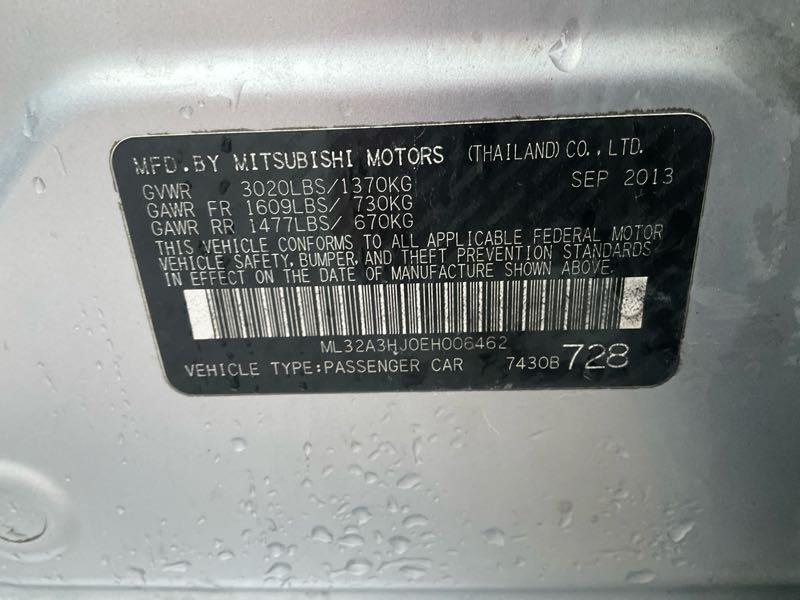 MFD.BY MITSUBISHI MOTORS (THAILAND) CO., LTD.
GVWR 3020LBS/1370KG SEP 2013
GAWR FR 1609LBS/ 730KG
GAWR RR 1477LBS/ 670KG
THIS VEHICLE CONFORMS TO ALL APPLICABLE FEDERAL MOTOR
VEHICLE SAFETY, BUMPER, AND THEFT PREVENTION STANDARDS
IN EFFECT ON THE DATE OF MANUFACTURE SHOWN ABOVE.
ML32A3HJ0EH006462
VEHICLE TYPE:PASSENGER CAR 7430B 728